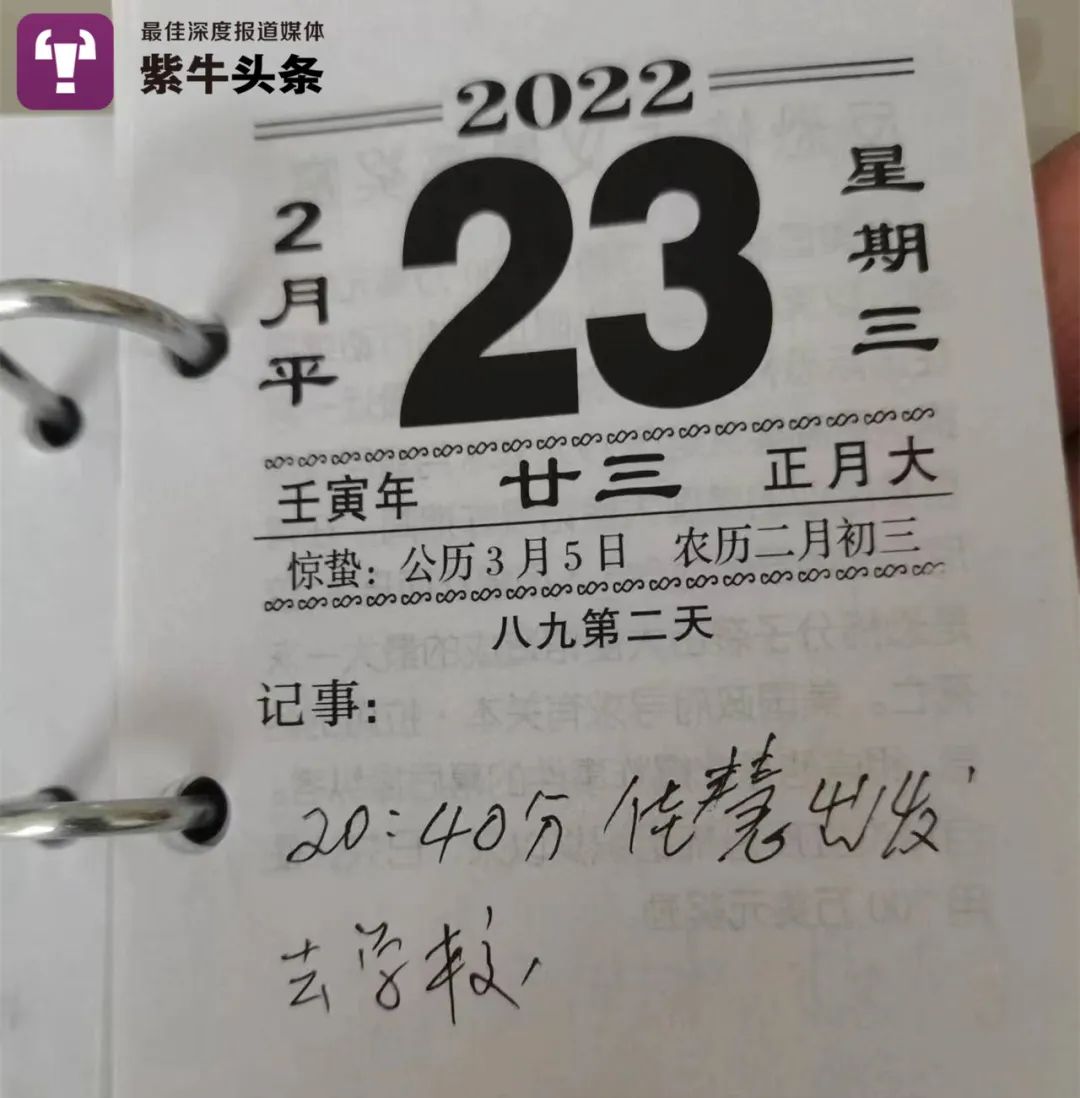 最佳深度报道媒体
紫牛头条
2022
2月平
23
星期三
壬寅年 廿三 正月大
惊蛰：公历3月5日 农历二月初三
八九第二天
记事：
20:40分 佳慧出发
去学校，